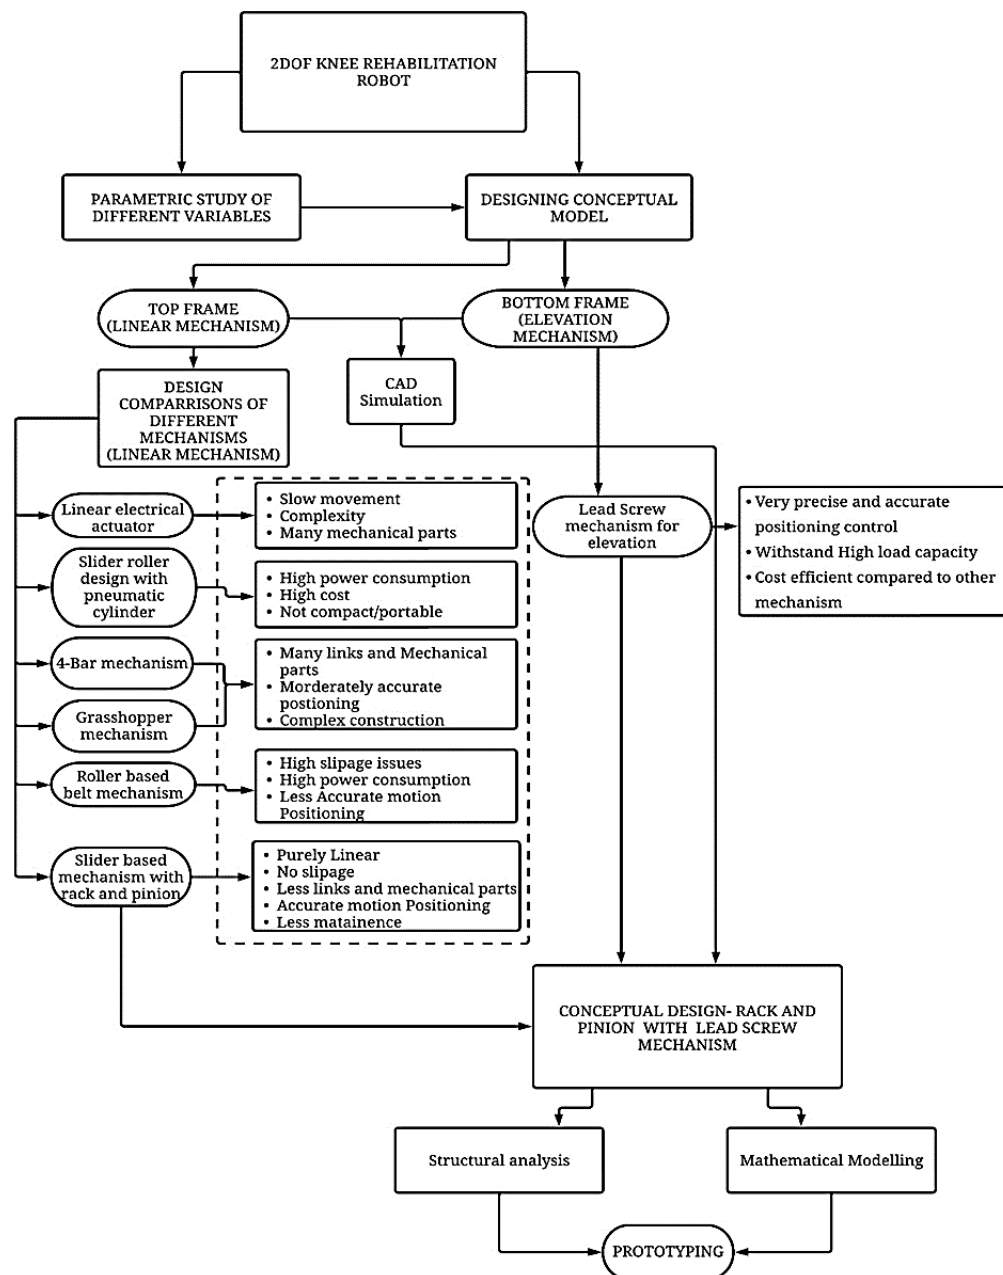 2DOF KNEE REHABILITATION
ROBOT
PARAMETRIC STUDY OF
DIFFERENT VARIABLES
DESIGNING CONCEPTUAL
MODEL
TOP FRAME
(LINEAR MECHANISM)
BOTTOM FRAME
(ELEVATION
MECHANISM)
DESIGN
COMPARRISONS OF
DIFFERENT
MECHANISMS
(LINEAR MECHANISM)
CAD
Simulation
Linear electrical
actuator
• Slow movement
• Complexity
• Many mechanical parts
Lead Screw
mechanism for
elevation
• Very precise and accurate
positioning control
• Withstand High load capacity
• Cost efficient compared to other
mechanism
Slider roller
design with
pneumatic
cylinder
• High power consumption
• High cost
• Not compact/portable
4-Bar mechanism
Grasshopper
mechanism
• Many links and Mechanical
parts
• Morderately accurate
postioning
• Complex construction
Roller based
belt mechanism
• High slipage issues
• High power consumption
• Less Accurate motion
Positioning
Slider based
mechanism with
rack and pinion
• Purely Linear
• No slipage
• Less links and mechanical parts
• Accurate motion Positioning
• Less matainence
CONCEPTUAL DESIGN- RACK AND
PINION WITH LEAD SCREW
MECHANISM
Structural analysis
Mathematical Modelling
PROTOTYPING